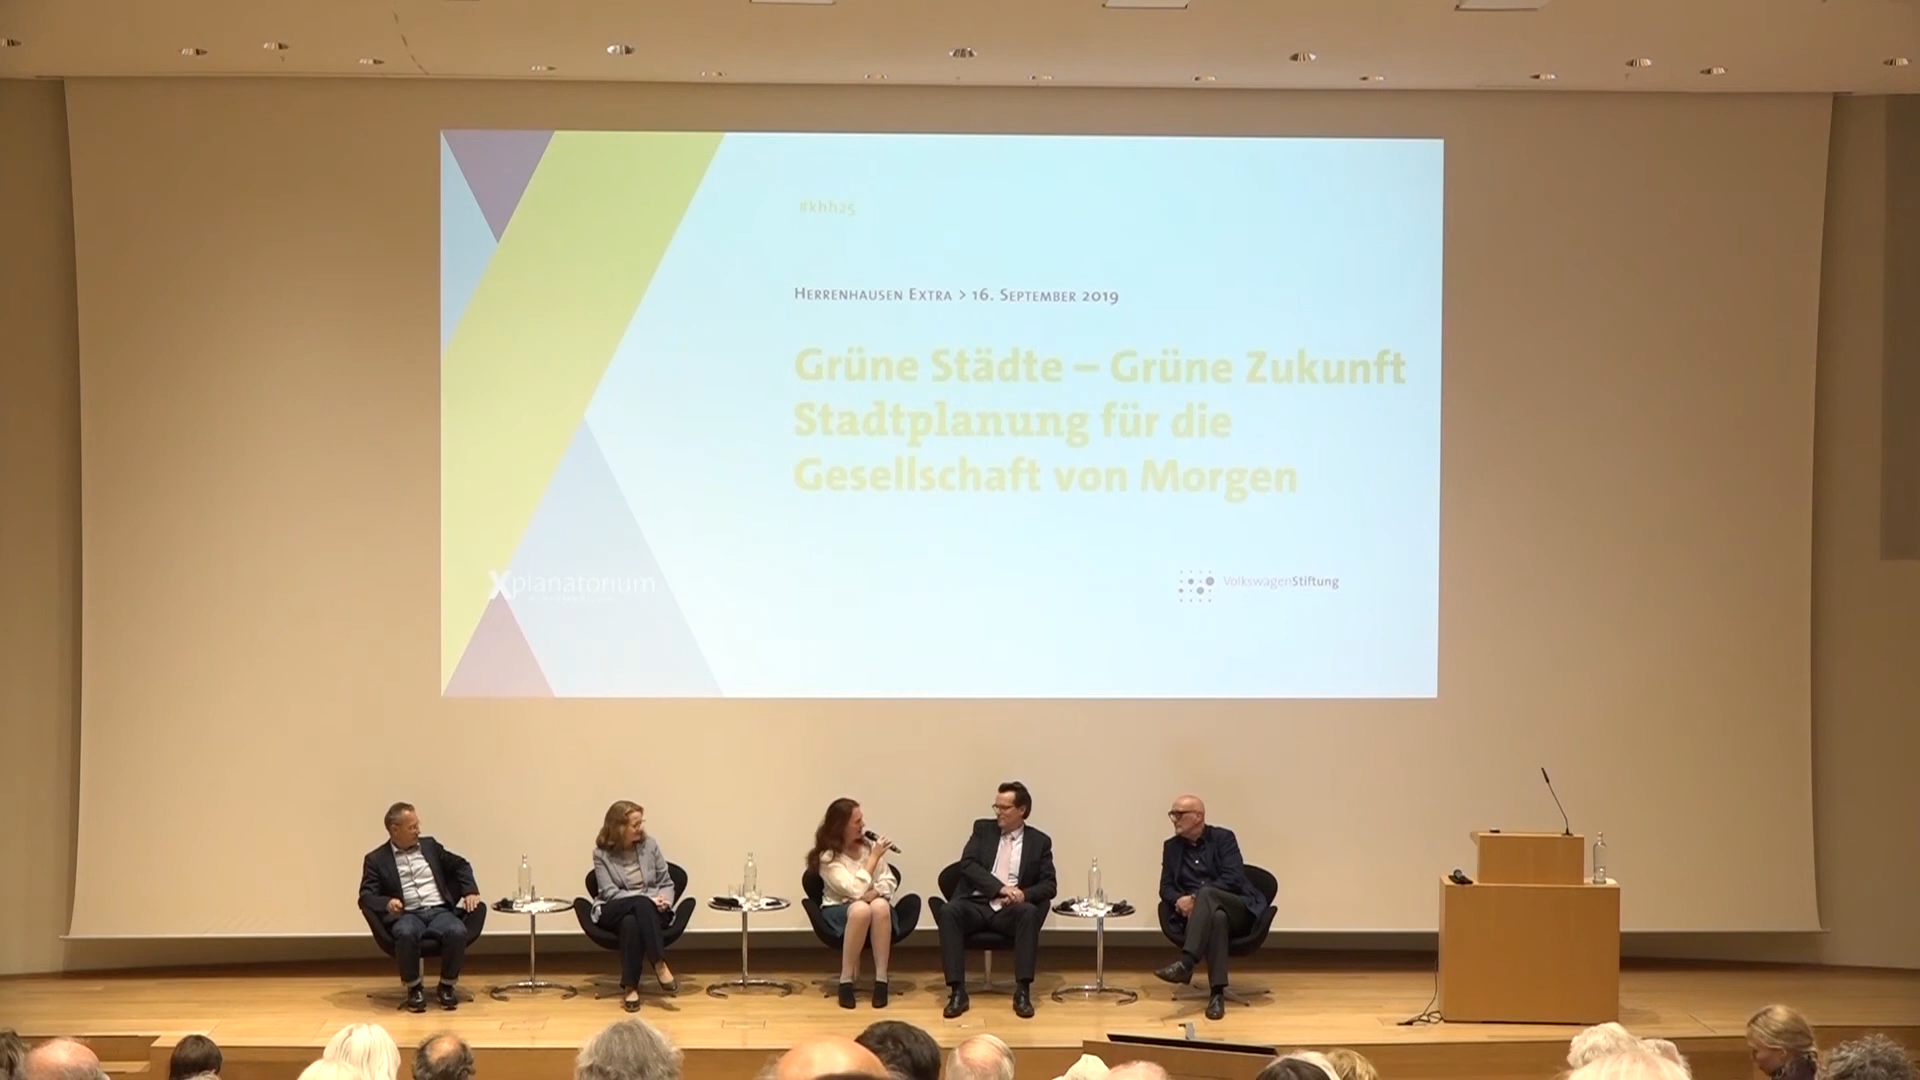 #khh25
Herrenhausen Extra > 16. September 2019
Grüne Städte – Grüne Zukunft
Stadtplanung für die
Gesellschaft von Morgen
Xplanatorium
VolkswagenStiftung